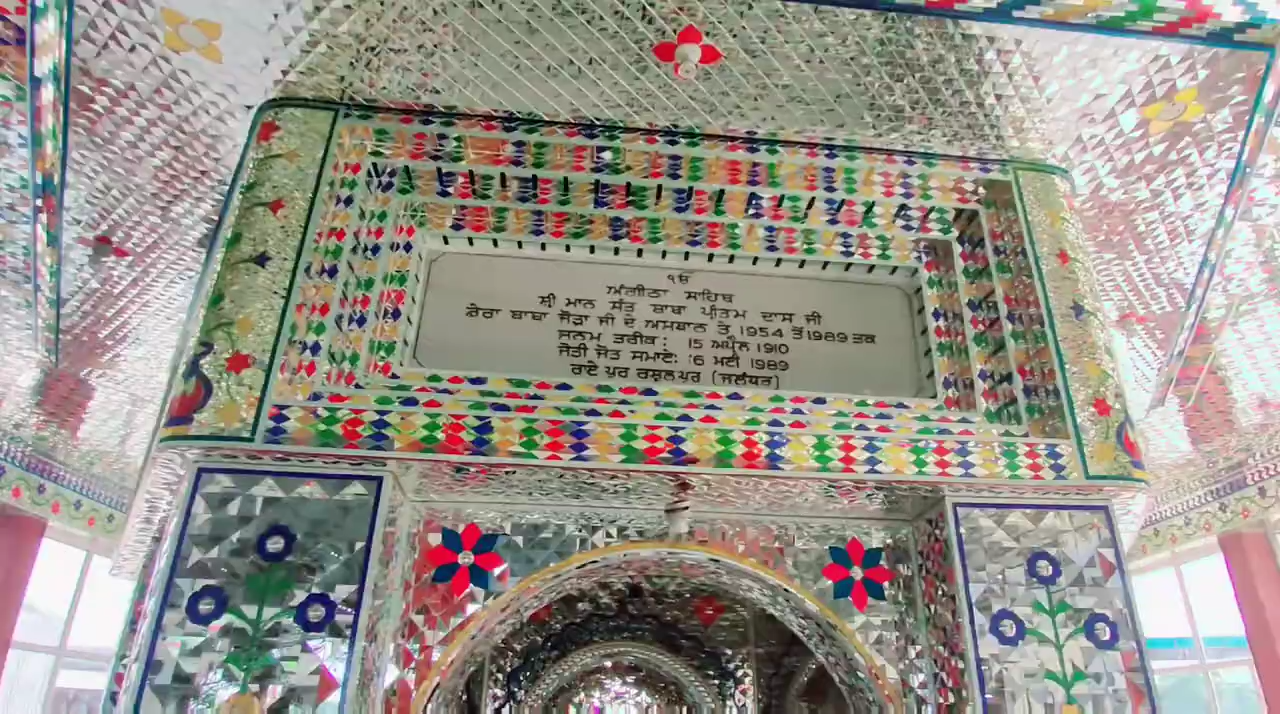 ੴ
ਅੰਗੀਠਾ ਸਾਹਿਬ
ਸ਼੍ਰੀ ਮਾਨ ਸੰਤ ਬਾਬਾ ਪ੍ਰੀਤਮ ਦਾਸ ਜੀ
ਡੇਰਾ ਬਾਬਾ ਜੌੜਾ ਜੀ ਦੇ ਅਸਥਾਨ ਤੇ 1954 ਤੋਂ 1989 ਤਕ
ਜਨਮ ਤਰੀਕ: 15 ਅਪ੍ਰੈਲ 1910
ਜੋਤੀ ਜੋਤ ਸਮਾਏ: 16 ਮਈ 1989
ਰਾਏ ਪੁਰ ਰਸੂਲਪੁਰ (ਜਲੰਧਰ)